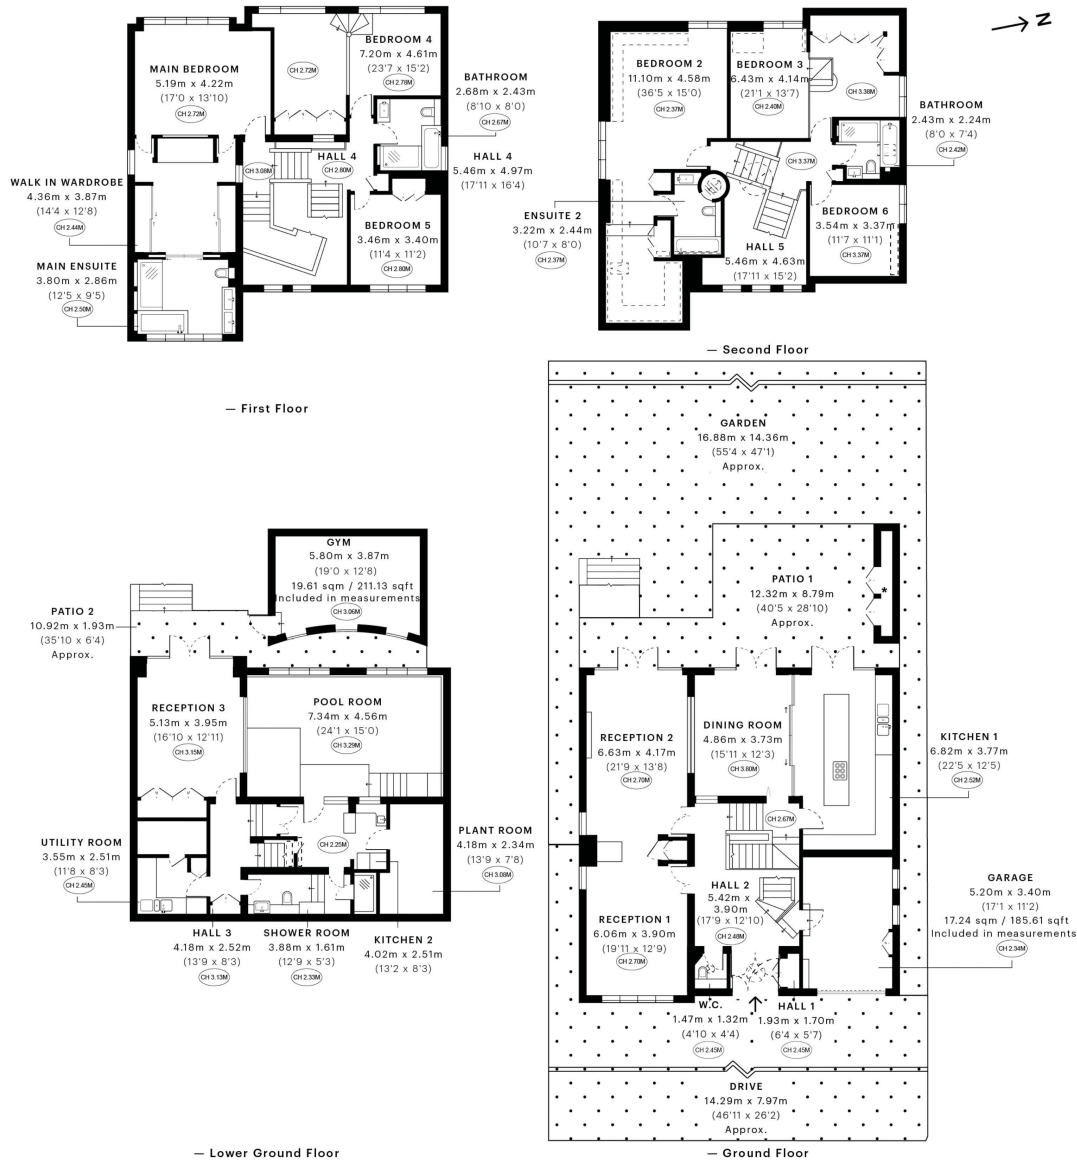 N
MAIN BEDROOM
5.19m x 4.22m
(17'0 x 13'10)
CH 2.72M
CH 2.72M
BEDROOM 4
7.20m x 4.61m
(23'7 x 15'2)
CH 2.78M
BATHROOM
2.68m x 2.43m
(8'10 x 8'0)
CH 2.67M
HALL 4
CH 2.80M
CH 3.08M
HALL 4
5.46m x 4.97m
(17'11 x 16'4)
WALK IN WARDROBE
4.36m x 3.87m
(14'4 x 12'8)
CH 2.44M
BEDROOM 5
3.46m x 3.40m
(11'4 x 11'2)
CH 2.80M
MAIN ENSUITE
3.80m x 2.86m
(12'5 x 9'5)
CH 2.50M
— First Floor
BEDROOM 2
11.10m x 4.58m
(36'5 x 15'0)
CH 2.37M
BEDROOM 3
6.43m x 4.14m
(21'1 x 13'7)
CH 2.40M
CH 3.38M
BATHROOM
2.43m x 2.24m
(8'0 x 7'4)
CH 2.42M
CH 3.37M
ENSUITE 2
3.22m x 2.44m
(10'7 x 8'0)
CH 2.37M
HALL 5
5.46m x 4.63m
(17'11 x 15'2)
BEDROOM 6
3.54m x 3.37m
(11'7 x 11'1)
CH 3.37M
— Second Floor
GYM
5.80m x 3.87m
(19'0 x 12'8)
19.61 sqm / 211.13 sqft
Included in measurements
CH 3.06M
PATIO 2
10.92m x 1.93m
(35'10 x 6'4)
Approx.
RECEPTION 3
5.13m x 3.95m
(16'10 x 12'11)
CH 3.15M
POOL ROOM
7.34m x 4.56m
(24'1 x 15'0)
CH 3.29M
CH 2.25M
UTILITY ROOM
3.55m x 2.51m
(11'8 x 8'3)
CH 2.45M
PLANT ROOM
4.18m x 2.34m
(13'9 x 7'8)
CH 3.08M
HALL 3
4.18m x 2.52m
(13'9 x 8'3)
CH 3.13M
SHOWER ROOM
3.88m x 1.61m
(12'9 x 5'3)
CH 2.33M
KITCHEN 2
4.02m x 2.51m
(13'2 x 8'3)
— Lower Ground Floor
GARDEN
16.88m x 14.36m
(55'4 x 47'1)
Approx.
PATIO 1
12.32m x 8.79m
(40'5 x 28'10)
Approx.
*
RECEPTION 2
6.63m x 4.17m
(21'9 x 13'8)
CH 2.70M
DINING ROOM
4.86m x 3.73m
(15'11 x 12'3)
CH 3.80M
KITCHEN 1
6.82m x 3.77m
(22'5 x 12'5)
CH 2.52M
CH 2.67M
HALL 2
5.42m x
3.90m
(17'9 x 12'10)
CH 2.48M
GARAGE
5.20m x 3.40m
(17'1 x 11'2)
17.24 sqm / 185.61 sqft
Included in measurements
CH 2.34M
RECEPTION 1
6.06m x 3.90m
(19'11 x 12'9)
CH 2.70M
W.C.
1.47m x 1.32m
(4'10 x 4'4)
CH 2.45M
HALL 1
1.93m x 1.70m
(6'4 x 5'7)
CH 2.45M
DRIVE
14.29m x 7.97m
(46'11 x 26'2)
Approx.
— Ground Floor